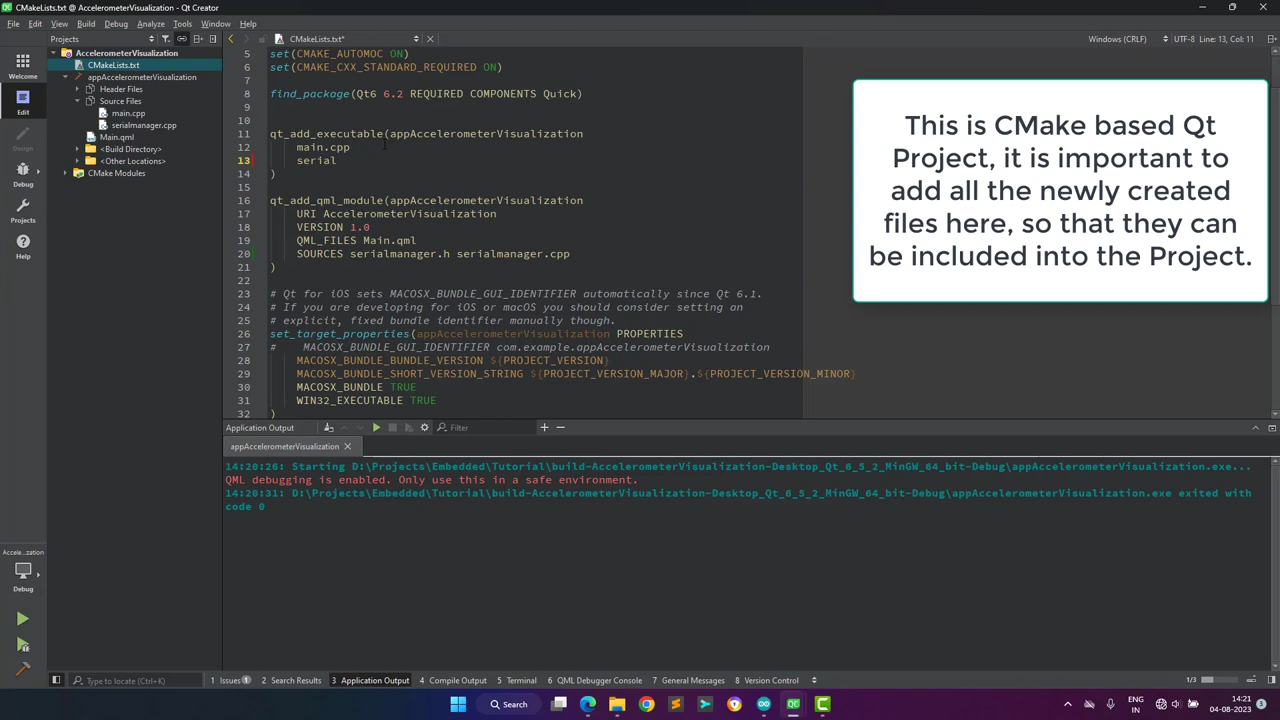 CMakeLists.txt @ AccelerometerVisualization - Qt Creator
File Edit View Build Debug Analyze Tools Window Help
Projects
CMakeLists.txt*
Windows (CRLF) UTF-8 Line: 13, Col: 11
Welcome
Edit
Design
Debug
Projects
Help
AccelerometerVisualization
CMakeLists.txt
appAccelerometerVisualization
Header Files
Source Files
main.cpp
serialmanager.cpp
Main.qml
<Build Directory>
<Other Locations>
CMake Modules
5 set(CMAKE_AUTOMOC ON)
6 set(CMAKE_CXX_STANDARD_REQUIRED ON)
7
8 find_package(Qt6 6.2 REQUIRED COMPONENTS Quick)
9
10
11 qt_add_executable(appAccelerometerVisualization
12 main.cpp
13 serial
14 )
15
16 qt_add_qml_module(appAccelerometerVisualization
17 URI AccelerometerVisualization
18 VERSION 1.0
19 QML_FILES Main.qml
20 SOURCES serialmanager.h serialmanager.cpp
21 )
22
23 # Qt for iOS sets MACOSX_BUNDLE_GUI_IDENTIFIER automatically since Qt 6.1.
24 # If you are developing for iOS or macOS you should consider setting an
25 # explicit, fixed bundle identifier manually though.
26 set_target_properties(appAccelerometerVisualization PROPERTIES
27 # MACOSX_BUNDLE_GUI_IDENTIFIER com.example.appAccelerometerVisualization
28 MACOSX_BUNDLE_BUNDLE_VERSION ${PROJECT_VERSION}
29 MACOSX_BUNDLE_SHORT_VERSION_STRING ${PROJECT_VERSION_MAJOR}.${PROJECT_VERSION_MINOR}
30 MACOSX_BUNDLE TRUE
31 WIN32_EXECUTABLE TRUE
32 )
This is CMake based Qt
Project, it is important to
add all the newly created
files here, so that they can
be included into the Project.
Application Output
Filter
appAccelerometerVisualization
14:20:26: Starting D:\Projects\Embedded\Tutorial\build-AccelerometerVisualization-Desktop_Qt_6_5_2_MinGW_64_bit-Debug\appAccelerometerVisualization.exe...
QML debugging is enabled. Only use this in a safe environment.
14:20:31: D:\Projects\Embedded\Tutorial\build-AccelerometerVisualization-Desktop_Qt_6_5_2_MinGW_64_bit-Debug\appAccelerometerVisualization.exe exited with
code 0
Accele...zation
Debug
Type to locate (Ctrl+K)
1 Issues 1 2 Search Results 3 Application Output 4 Compile Output 5 Terminal 6 QML Debugger Console 7 General Messages 8 Version Control
1/3
Search
ENG
IN
14:21
04-08-2023